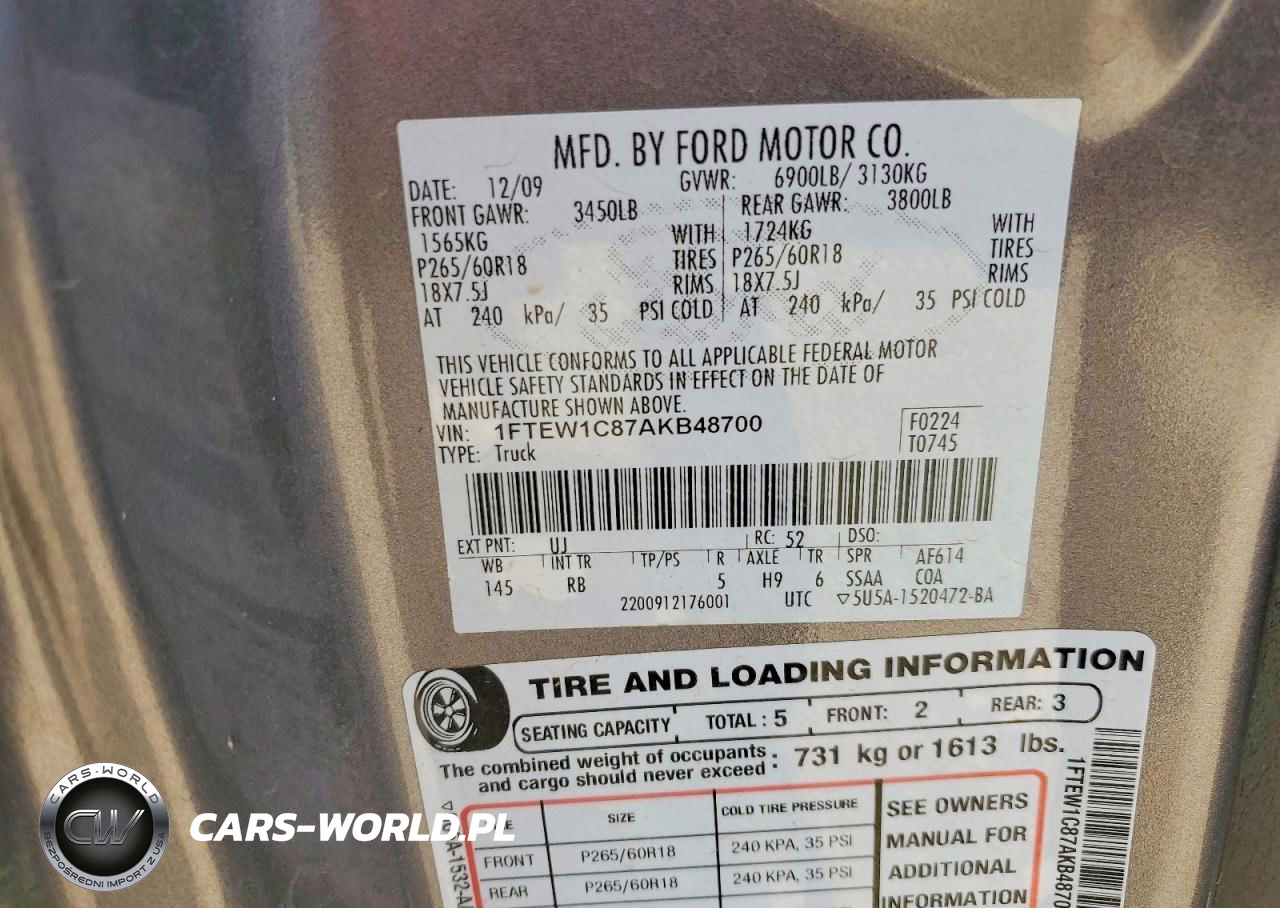 MFD. BY FORD MOTOR CO.
DATE: 12/09 GVWR: 6900LB/ 3130KG
FRONT GAWR: 3450LB REAR GAWR: 3800LB
1565KG WITH 1724KG WITH
P265/60R18 TIRES P265/60R18 TIRES
18X7.5J RIMS 18X7.5J RIMS
AT 240 kPa/ 35 PSI COLD AT 240 kPa/ 35 PSI COLD
THIS VEHICLE CONFORMS TO ALL APPLICABLE FEDERAL MOTOR
VEHICLE SAFETY STANDARDS IN EFFECT ON THE DATE OF
MANUFACTURE SHOWN ABOVE.
VIN: 1FTEW1C87AKB48700 F0224
TYPE: Truck T0745
EXT PNT: UJ RC: 52 DSO:
WB INT TR TP/PS R AXLE TR SPR AF614
145 RB 5 H9 6 SSAA COA
2200912176001 UTC ▽5U5A-1520472-BA
TIRE AND LOADING INFORMATION
SEATING CAPACITY TOTAL : 5 FRONT: 2 REAR: 3
The combined weight of occupants : 731 kg or 1613 lbs.
and cargo should never exceed :
SIZE COLD TIRE PRESSURE SEE OWNERS
FRONT P265/60R18 240 KPA, 35 PSI MANUAL FOR
REAR P265/60R18 240 KPA, 35 PSI ADDITIONAL
INFORMATION
1FTEW1C87AKB4870
A-1532-A
CARS-WORLD
CW
BEZPOŚREDNI IMPORT Z USA
CARS-WORLD.PL